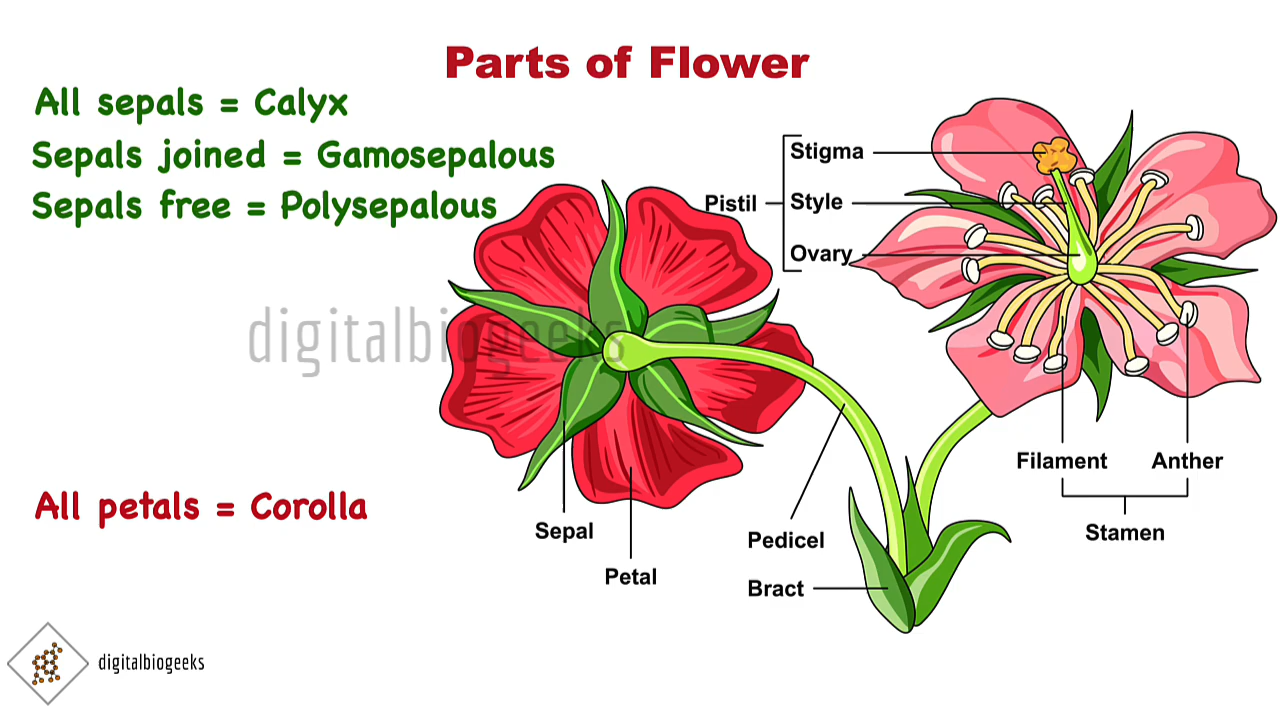 Parts of Flower
All sepals = Calyx
Sepals joined = Gamosepalous
Sepals free = Polysepalous
Stigma
Pistil
Style
Ovary
digitalbiogeeks
Filament
Anther
Stamen
All petals = Corolla
Sepal
Petal
Pedicel
Bract
digitalbiogeeks